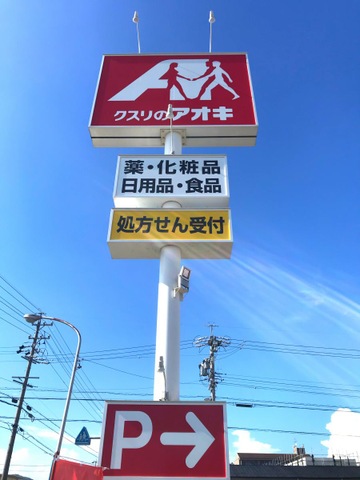 クスリのアオキ
薬・化粧品
日用品・食品
処方せん受付
P→